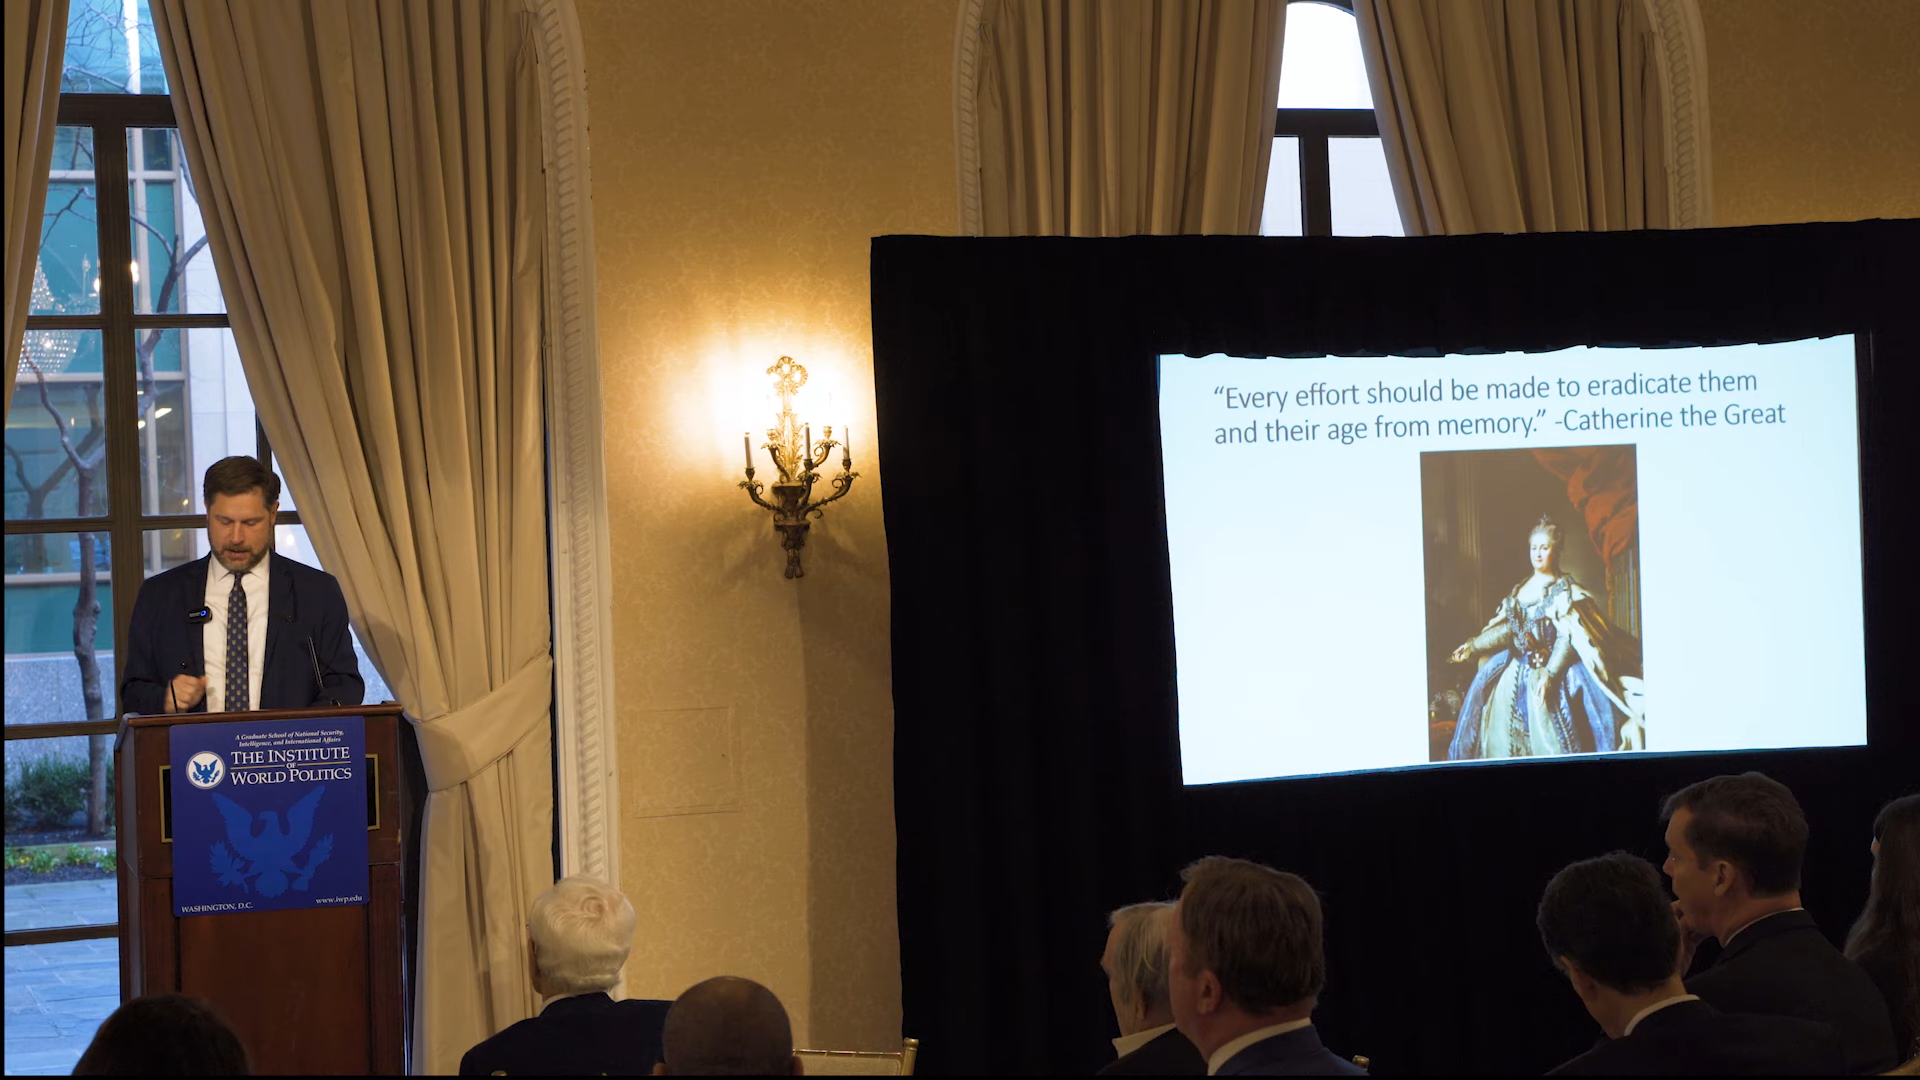 A Graduate School of National Security,
Intelligence, and International Affairs
THE INSTITUTE
OF
WORLD POLITICS
WASHINGTON, D.C.
www.iwp.edu
“Every effort should be made to eradicate them
and their age from memory.” -Catherine the Great